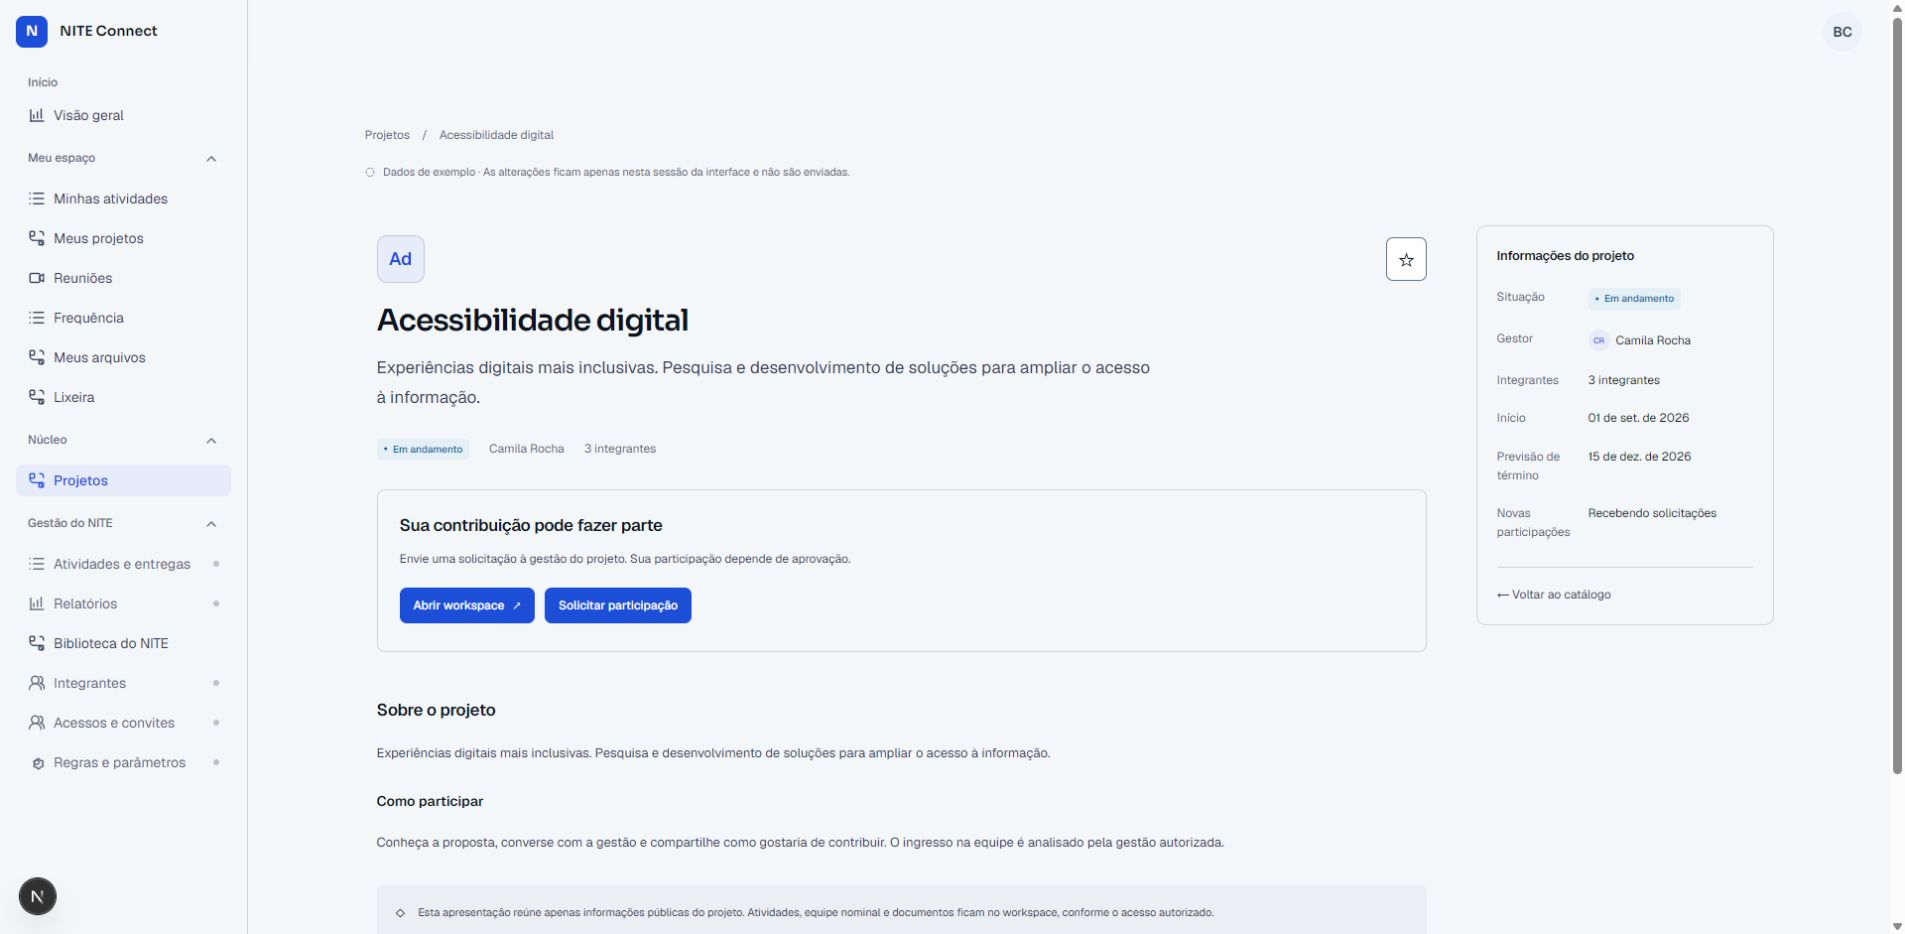 N NITE Connect
BC
Início
Visão geral
Meu espaço
Minhas atividades
Meus projetos
Reuniões
Frequência
Meus arquivos
Lixeira
Núcleo
Projetos
Gestão do NITE
Atividades e entregas
Relatórios
Biblioteca do NITE
Integrantes
Acessos e convites
Regras e parâmetros
N
Projetos / Acessibilidade digital
Dados de exemplo · As alterações ficam apenas nesta sessão da interface e não são enviadas.
Ad
Acessibilidade digital
Experiências digitais mais inclusivas. Pesquisa e desenvolvimento de soluções para ampliar o acesso
à informação.
• Em andamento Camila Rocha 3 integrantes
Sua contribuição pode fazer parte
Envie uma solicitação à gestão do projeto. Sua participação depende de aprovação.
Abrir workspace ↗ Solicitar participação
Sobre o projeto
Experiências digitais mais inclusivas. Pesquisa e desenvolvimento de soluções para ampliar o acesso à informação.
Como participar
Conheça a proposta, converse com a gestão e compartilhe como gostaria de contribuir. O ingresso na equipe é analisado pela gestão autorizada.
Esta apresentação reúne apenas informações públicas do projeto. Atividades, equipe nominal e documentos ficam no workspace, conforme o acesso autorizado.
Informações do projeto
Situação • Em andamento
Gestor CR Camila Rocha
Integrantes 3 integrantes
Início 01 de set. de 2026
Previsão de 15 de dez. de 2026
término
Novas Recebendo solicitações
participações
← Voltar ao catálogo